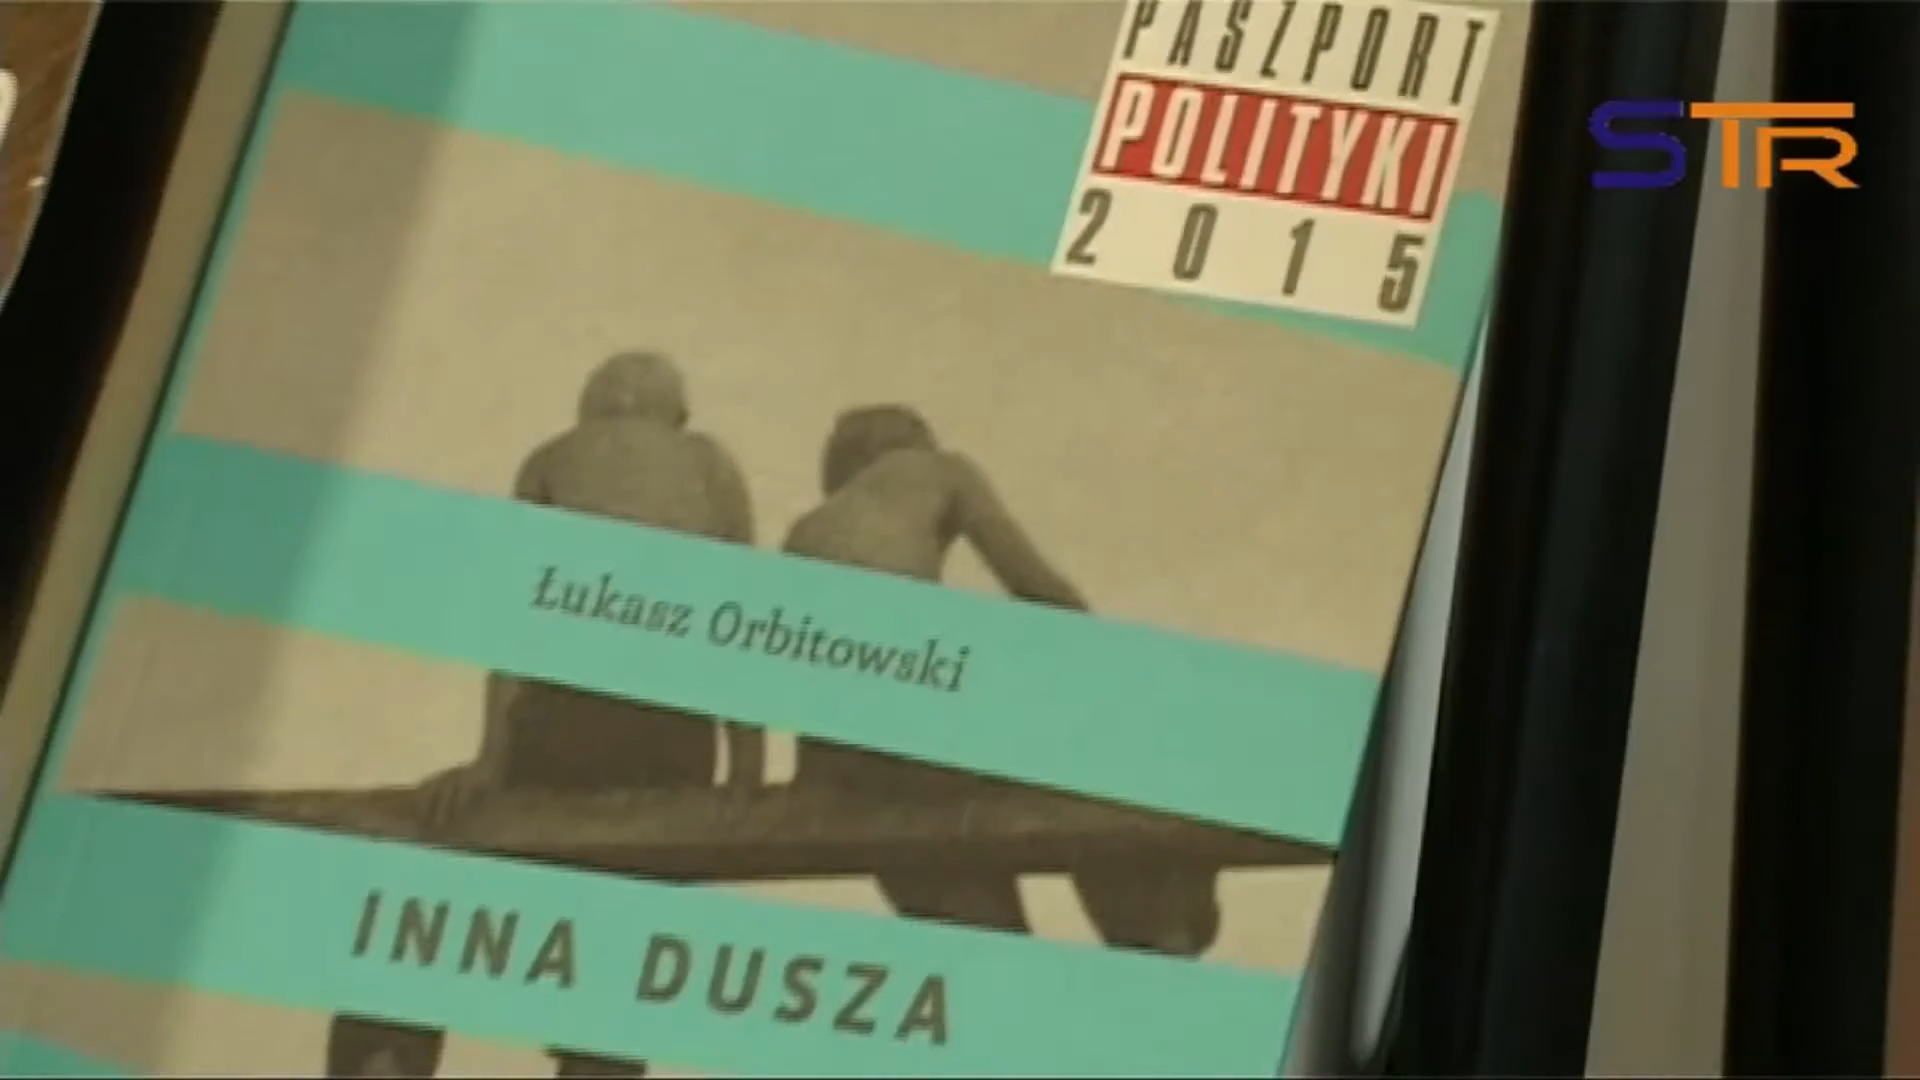 PASZPORT
POLITYKI
2015
STR
Łukasz Orbitowski
INNA DUSZA